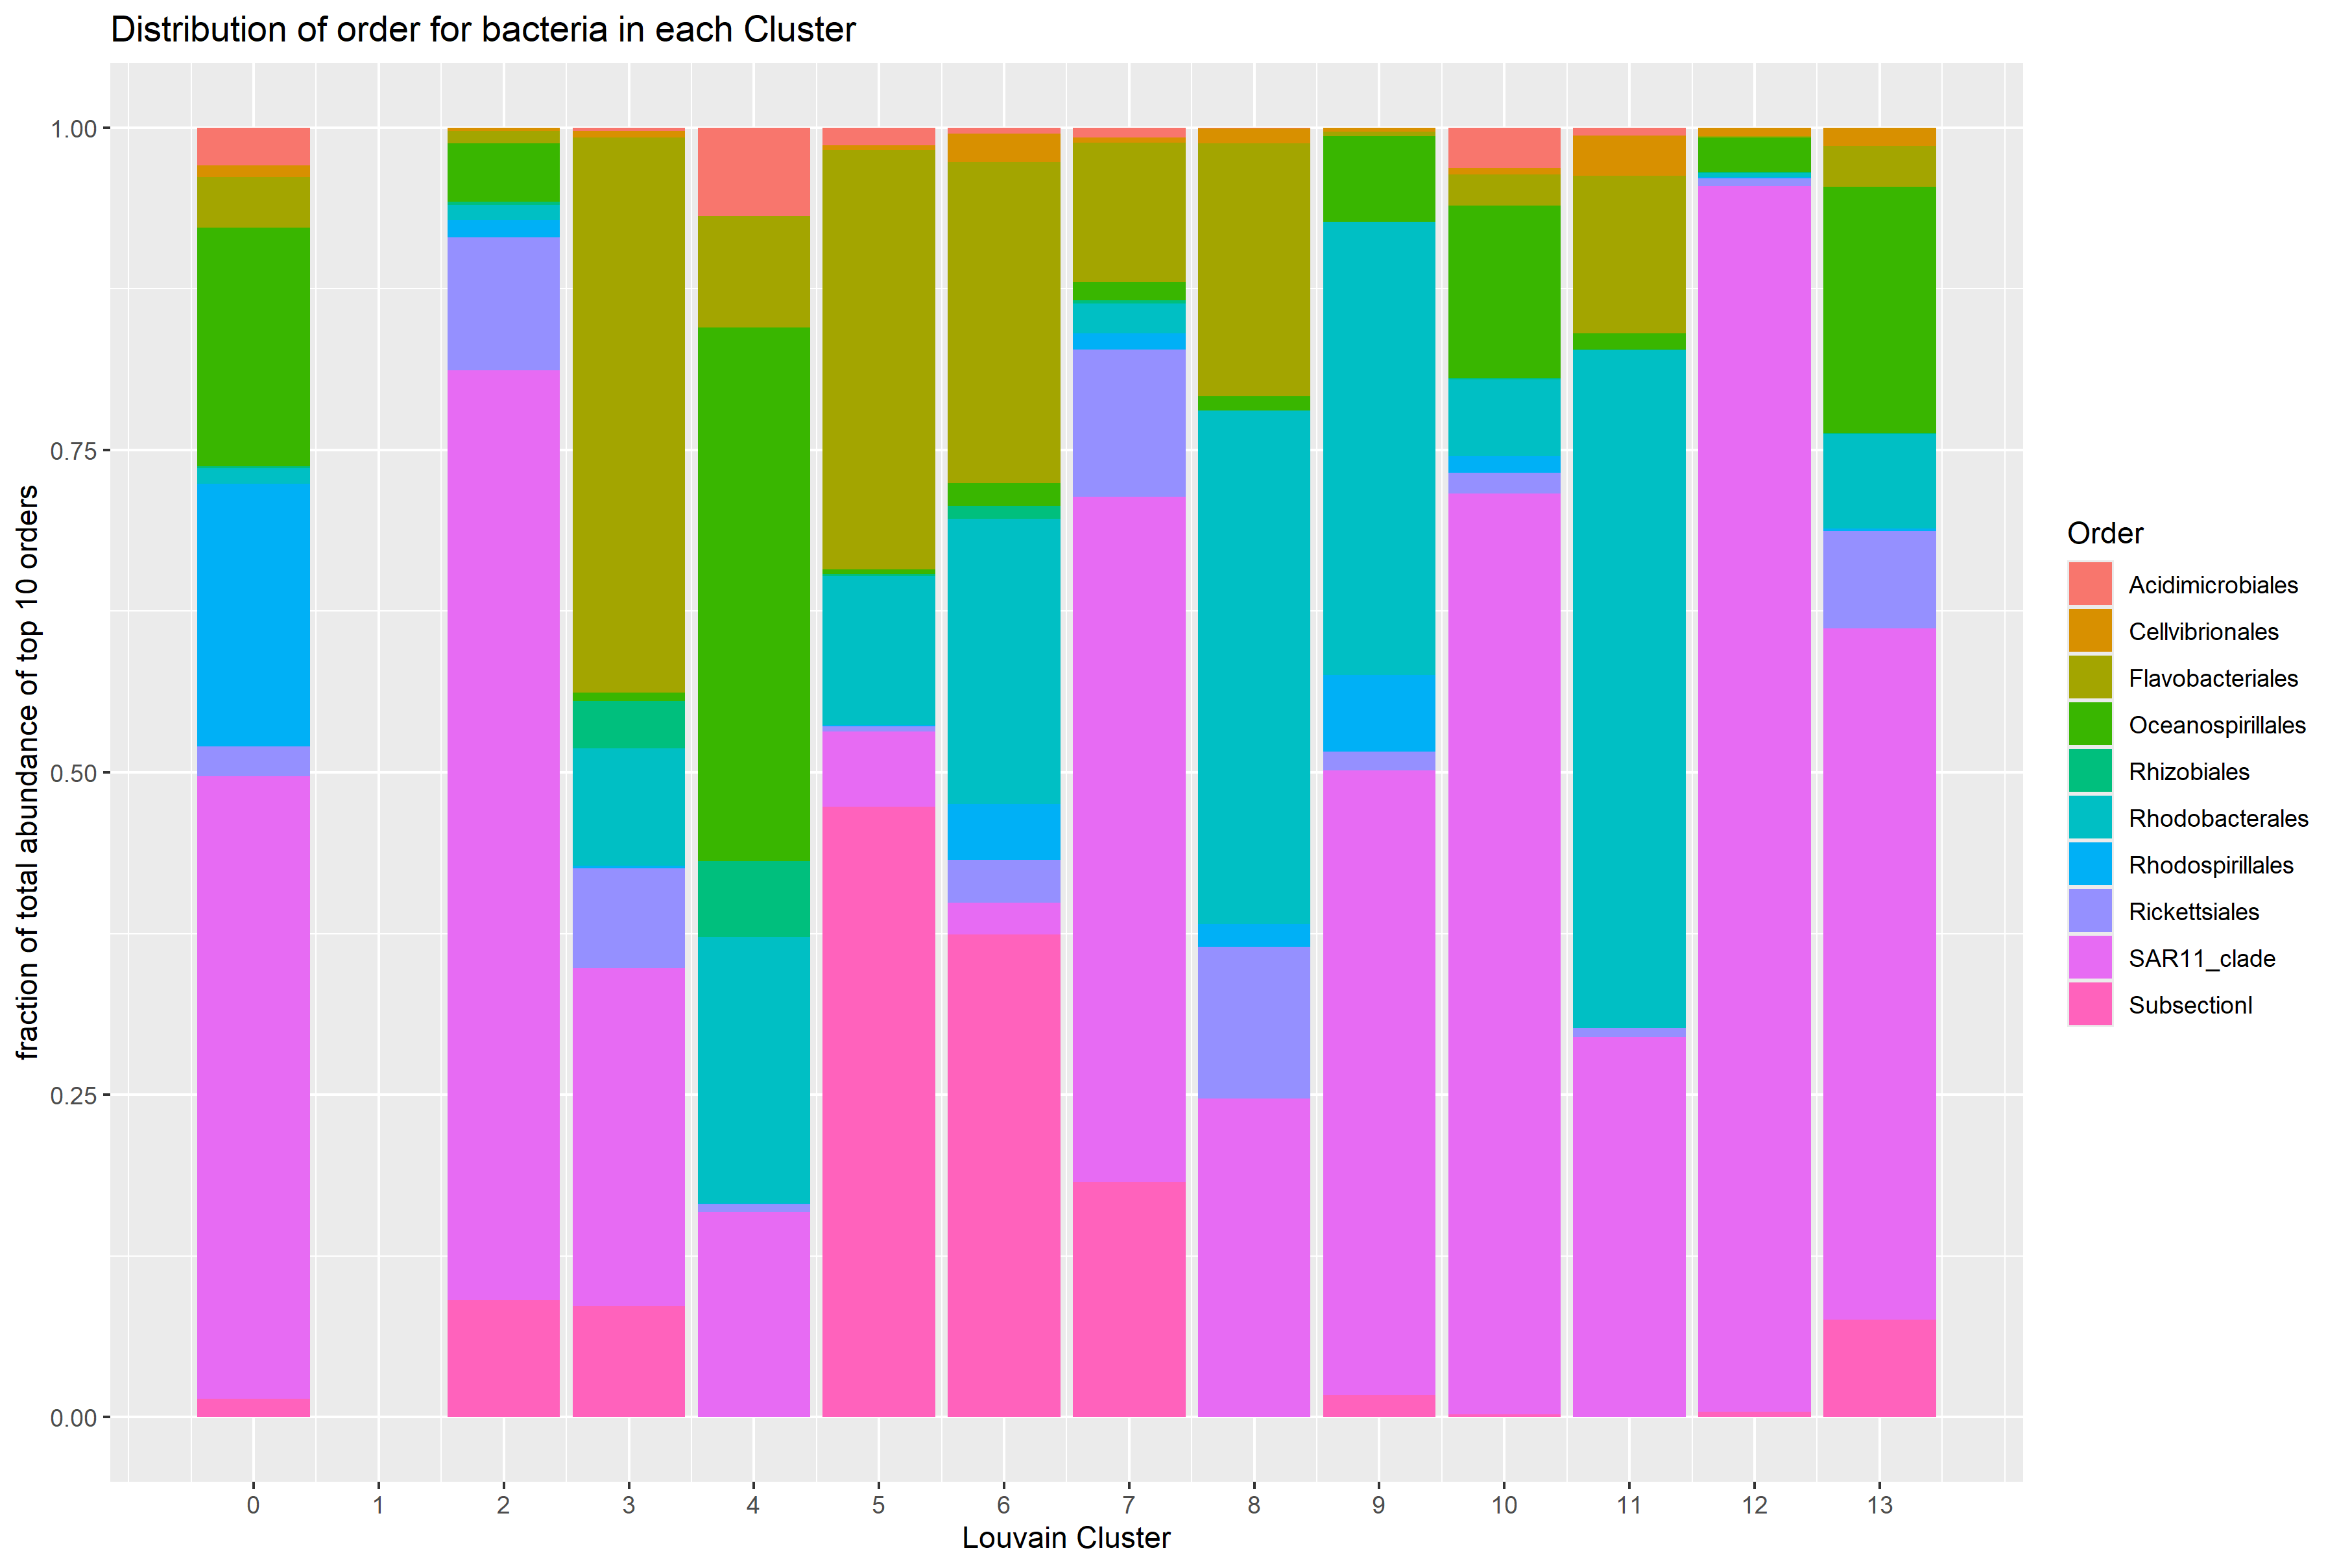 Distribution of order for bacteria in each Cluster
fraction of total abundance of top 10 orders
1.00
0.75
0.50
0.25
0.00
0 1 2 3 4 5 6 7 8 9 10 11 12 13
Louvain Cluster
Order
Acidimicrobiales
Cellvibrionales
Flavobacteriales
Oceanospirillales
Rhizobiales
Rhodobacterales
Rhodospirillales
Rickettsiales
SAR11_clade
SubsectionI